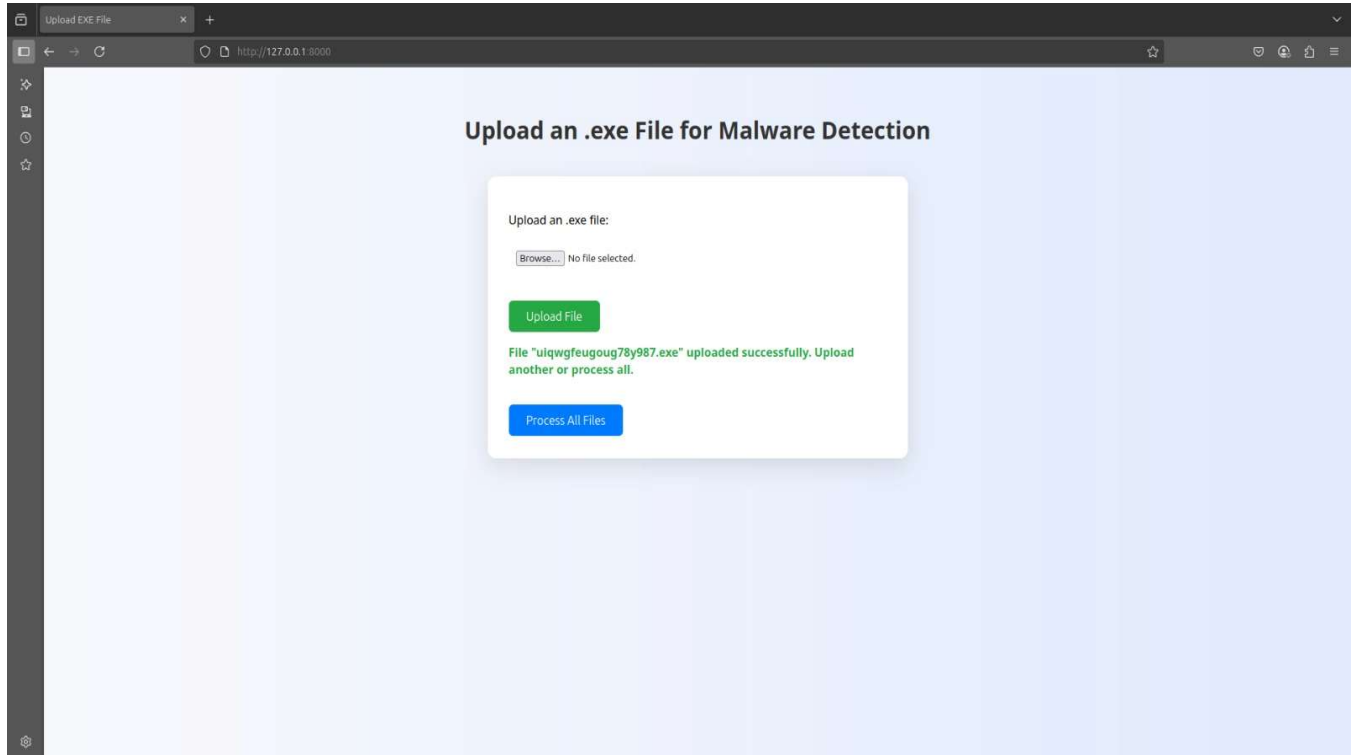 Upload EXE File
http://127.0.0.1:8000
Upload an .exe File for Malware Detection
Upload an .exe file:
Browse... No file selected.
Upload File
File "uiqwgfeugoug78y987.exe" uploaded successfully. Upload
another or process all.
Process All Files